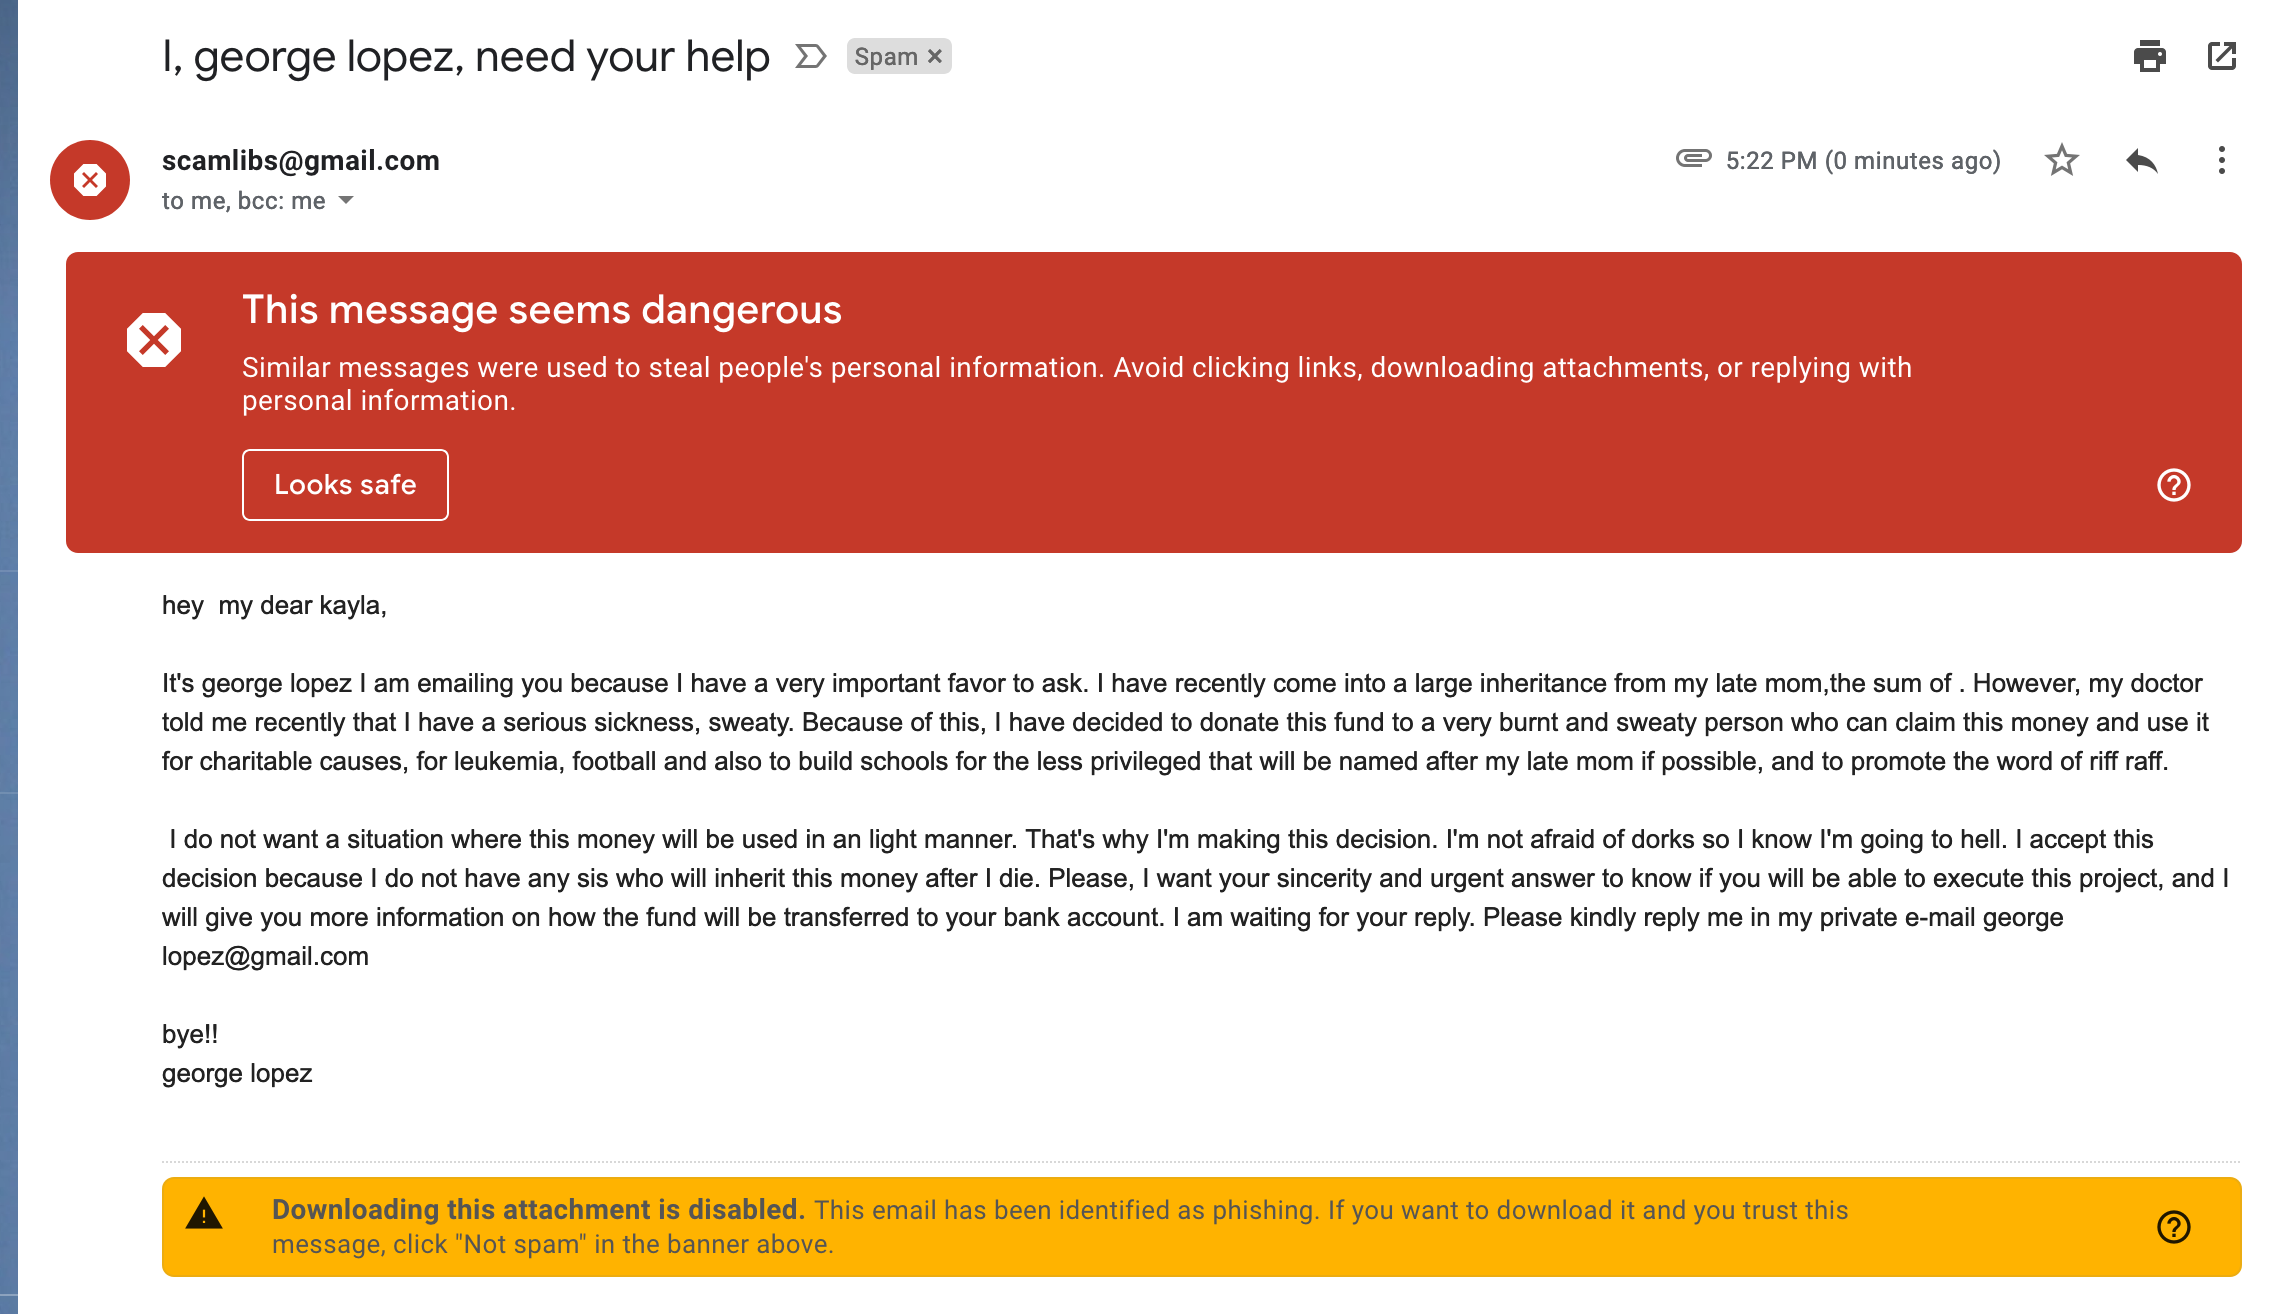 I, george lopez, need your help Spam ×
scamlibs@gmail.com
5:22 PM (0 minutes ago)
to me, bcc: me
This message seems dangerous
Similar messages were used to steal people's personal information. Avoid clicking links, downloading attachments, or replying with
personal information.
Looks safe
hey  my dear kayla,
It's george lopez I am emailing you because I have a very important favor to ask. I have recently come into a large inheritance from my late mom,the sum of . However, my doctor
told me recently that I have a serious sickness, sweaty. Because of this, I have decided to donate this fund to a very burnt and sweaty person who can claim this money and use it
for charitable causes, for leukemia, football and also to build schools for the less privileged that will be named after my late mom if possible, and to promote the word of riff raff.
I do not want a situation where this money will be used in an light manner. That's why I'm making this decision. I'm not afraid of dorks so I know I'm going to hell. I accept this
decision because I do not have any sis who will inherit this money after I die. Please, I want your sincerity and urgent answer to know if you will be able to execute this project, and I
will give you more information on how the fund will be transferred to your bank account. I am waiting for your reply. Please kindly reply me in my private e-mail george
lopez@gmail.com
bye!!
george lopez
Downloading this attachment is disabled. This email has been identified as phishing. If you want to download it and you trust this
message, click "Not spam" in the banner above.